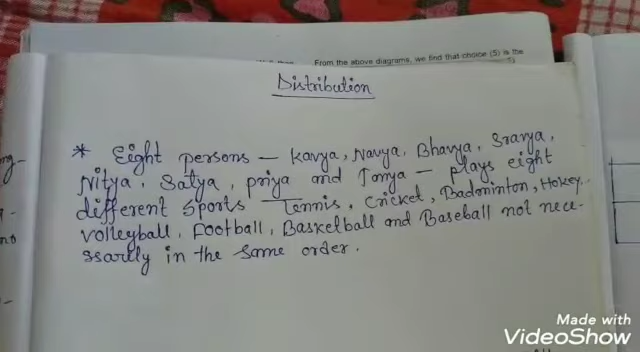 From the above diagrams, we find that choice (5) is the
Distribution
* Eight persons – Kavya, Navya, Bhavya, Sravya,
Nitya, Satya, priya and Tanya – plays eight
different sports – Tennis, Cricket, Badminton, Hokey,
volleyball, Football, Basketball and Baseball not nece-
ssarily in the same order.
Made with
VideoShow